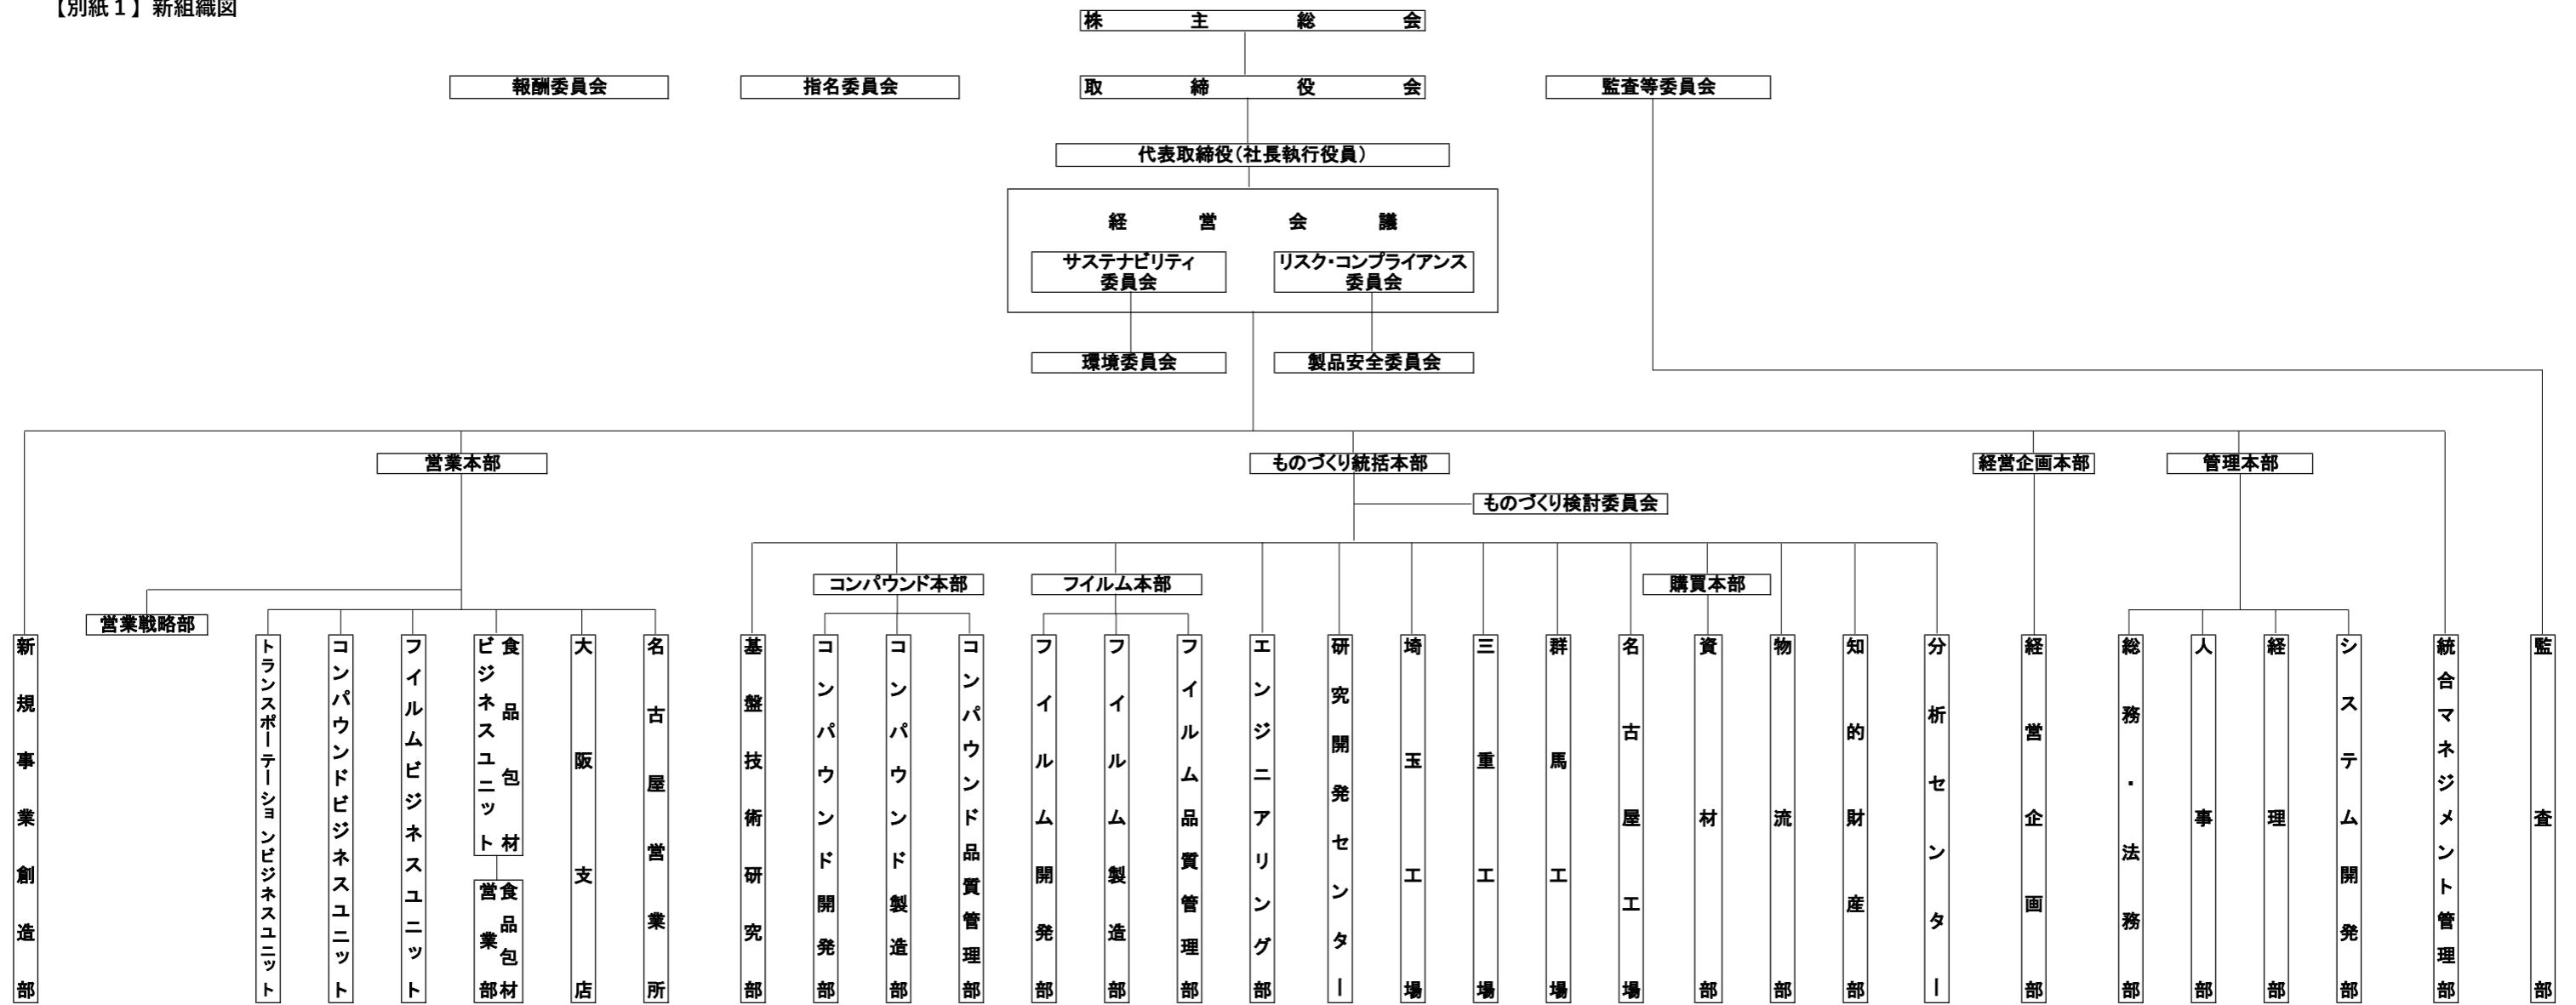 【別紙１】新組織図
株主総会
報酬委員会
指名委員会
取締役会
監査等委員会
代表取締役（社長執行役員）
経営会議
サステナビリティ
委員会
リスク・コンプライアンス
委員会
環境委員会
製品安全委員会
営業本部
ものづくり統括本部
経営企画本部
管理本部
ものづくり検討委員会
コンパウンド本部
フイルム本部
購買本部
営業戦略部
新規事業創造部
トランスポーテーションビジネスユニット
コンパウンドビジネスユニット
フイルムビジネスユニット
食品包材
ビジネスユニット
食品包材
営業部
大阪支店
名古屋営業所
基盤技術研究部
コンパウンド開発部
コンパウンド製造部
コンパウンド品質管理部
フイルム開発部
フイルム製造部
フイルム品質管理部
エンジニアリング部
研究開発センター
埼玉工場
三重工場
群馬工場
名古屋工場
資材部
物流部
知的財産部
分析センター
経営企画部
総務・法務部
人事部
経理部
システム開発部
統合マネジメント管理部
監査部